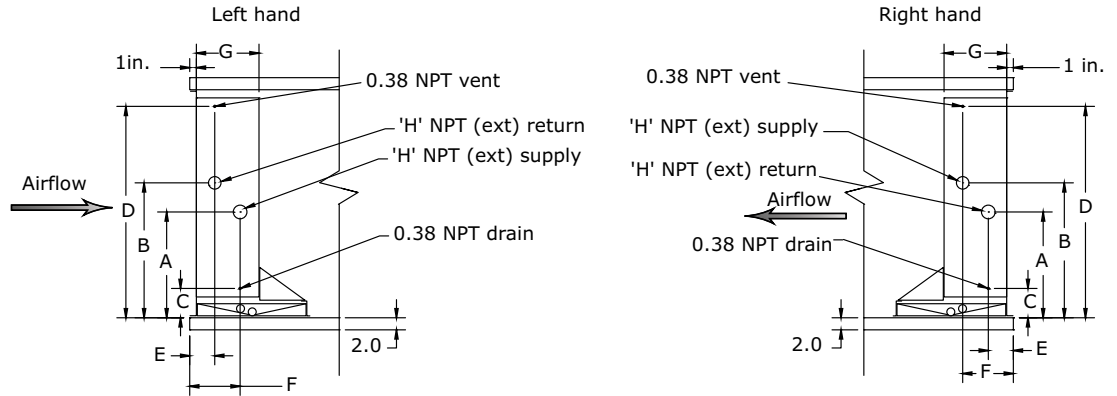 Left hand
G
1in.
0.38 NPT vent
'H' NPT (ext) return
'H' NPT (ext) supply
Airflow
D
B
A
0.38 NPT drain
C
2.0
E
F
Right hand
G
1 in.
0.38 NPT vent
'H' NPT (ext) supply
'H' NPT (ext) return
Airflow
D
B
A
0.38 NPT drain
C
2.0
E
F